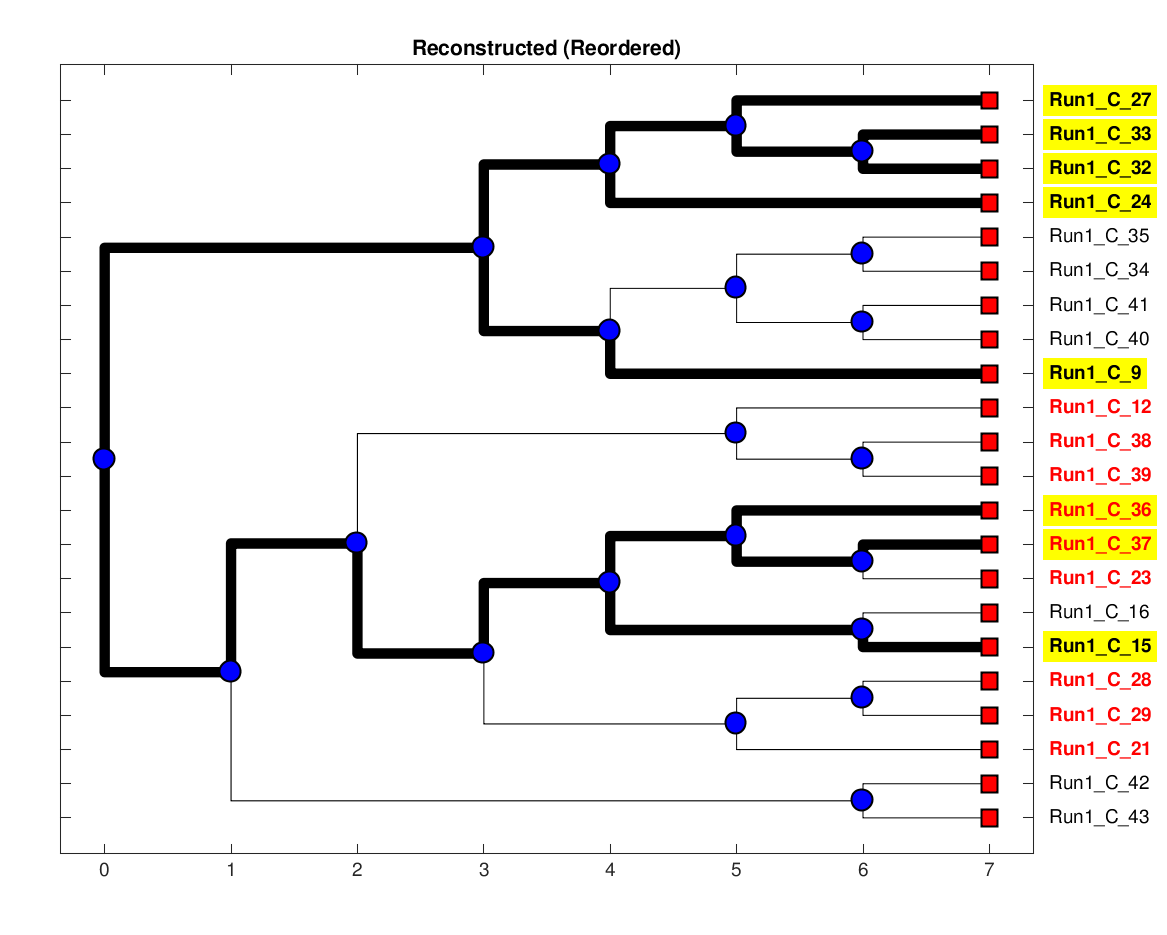 Reconstructed (Reordered)
Run1_C_27
Run1_C_33
Run1_C_32
Run1_C_24
Run1_C_35
Run1_C_34
Run1_C_41
Run1_C_40
Run1_C_9
Run1_C_12
Run1_C_38
Run1_C_39
Run1_C_36
Run1_C_37
Run1_C_23
Run1_C_16
Run1_C_15
Run1_C_28
Run1_C_29
Run1_C_21
Run1_C_42
Run1_C_43
0 1 2 3 4 5 6 7